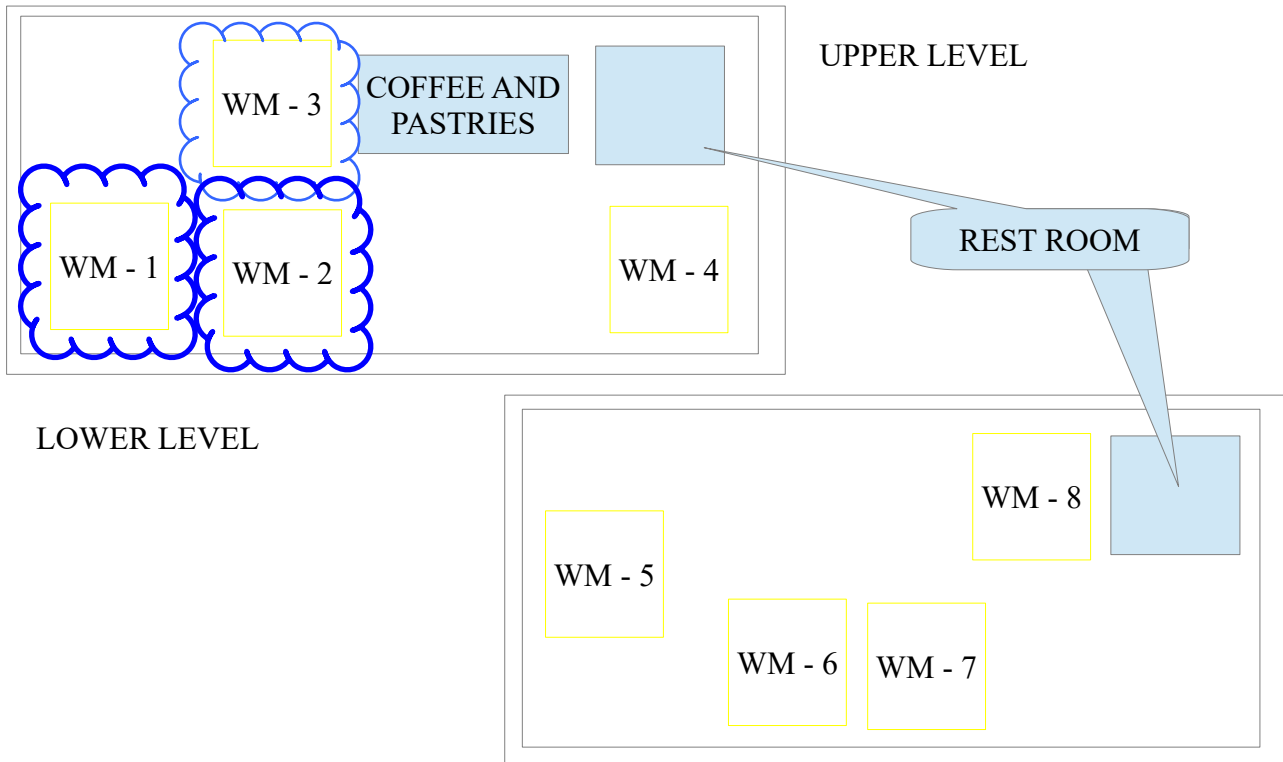 UPPER LEVEL
WM - 3
COFFEE AND
PASTRIES
WM - 1
WM - 2
WM - 4
REST ROOM
LOWER LEVEL
WM - 8
WM - 5
WM - 6
WM - 7